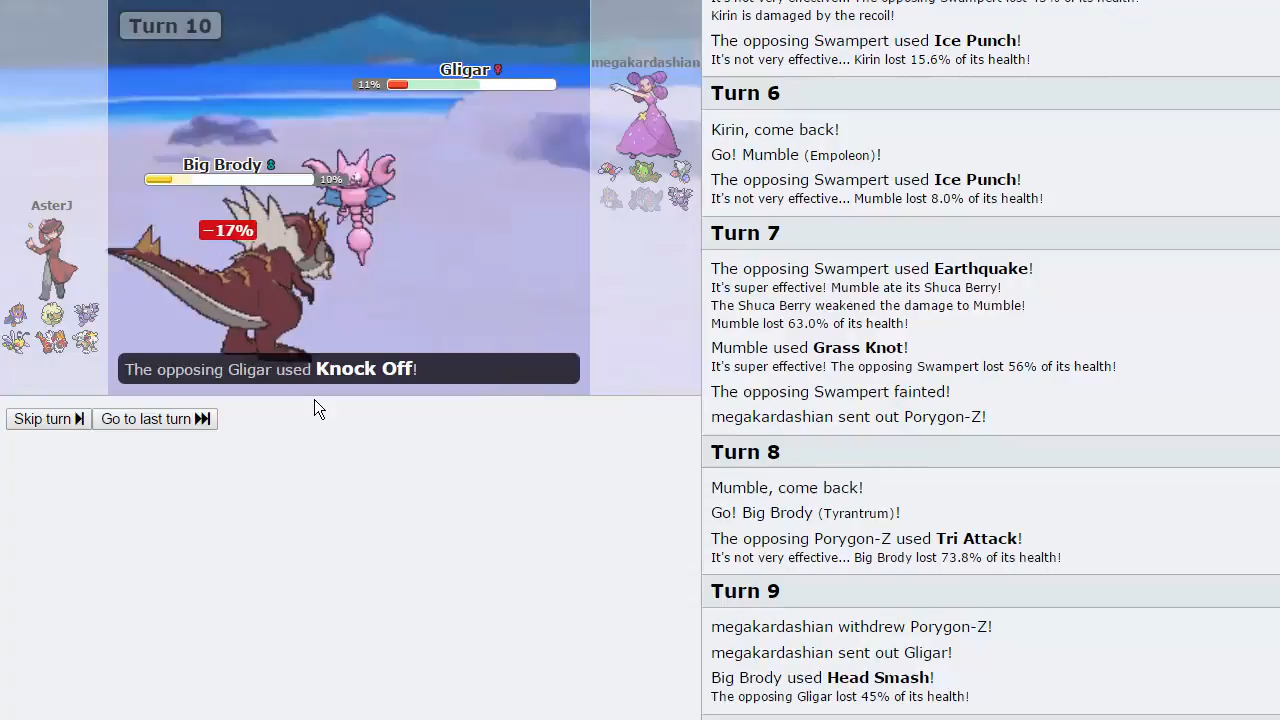 Turn 10
Gligar
11%
megakardashian
Big Brody
10%
AsterJ
−17%
The opposing Gligar used Knock Off!
Skip turn
Go to last turn
Kirin is damaged by the recoil!
The opposing Swampert used Ice Punch!
It's not very effective... Kirin lost 15.6% of its health!
Turn 6
Kirin, come back!
Go! Mumble (Empoleon)!
The opposing Swampert used Ice Punch!
It's not very effective... Mumble lost 8.0% of its health!
Turn 7
The opposing Swampert used Earthquake!
It's super effective! Mumble ate its Shuca Berry!
The Shuca Berry weakened the damage to Mumble!
Mumble lost 63.0% of its health!
Mumble used Grass Knot!
It's super effective! The opposing Swampert lost 56% of its health!
The opposing Swampert fainted!
megakardashian sent out Porygon-Z!
Turn 8
Mumble, come back!
Go! Big Brody (Tyrantrum)!
The opposing Porygon-Z used Tri Attack!
It's not very effective... Big Brody lost 73.8% of its health!
Turn 9
megakardashian withdrew Porygon-Z!
megakardashian sent out Gligar!
Big Brody used Head Smash!
The opposing Gligar lost 45% of its health!